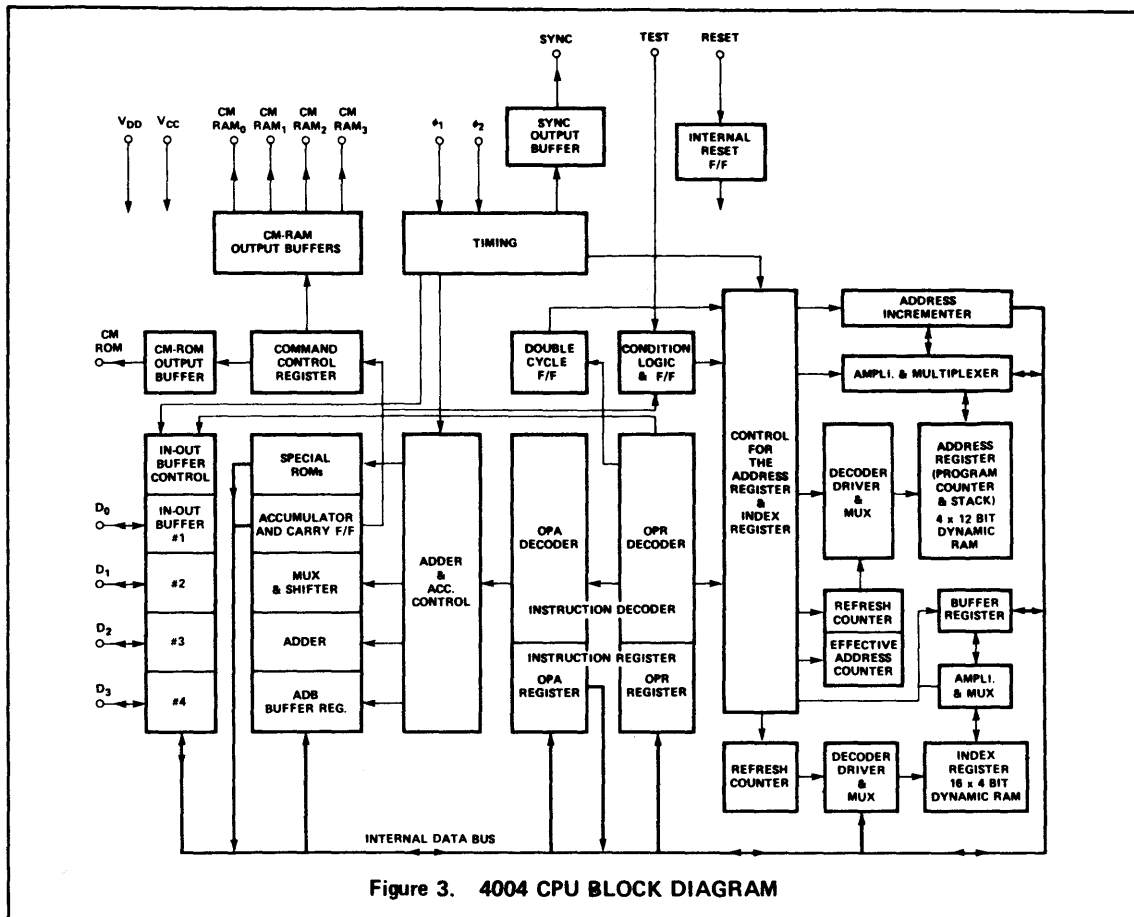 SYNC
TEST
RESET
V_DD
V_CC
CM
RAM₀
CM
RAM₁
CM
RAM₂
CM
RAM₃
ϕ₁
ϕ₂
SYNC
OUTPUT
BUFFER
INTERNAL
RESET
F/F
CM-RAM
OUTPUT BUFFERS
TIMING
CM
ROM
CM-ROM
OUTPUT
BUFFER
COMMAND
CONTROL
REGISTER
DOUBLE
CYCLE
F/F
CONDITION
LOGIC
& F/F
ADDRESS
INCREMENTER
AMPLI. & MULTIPLEXER
IN-OUT
BUFFER
CONTROL
D₀
IN-OUT
BUFFER
#1
D₁
#2
D₂
#3
D₃
#4
SPECIAL
ROMs
ACCUMULATOR
AND CARRY F/F
MUX
& SHIFTER
ADDER
ADB
BUFFER REG.
ADDER
&
ACC.
CONTROL
OPA
DECODER
OPR
DECODER
INSTRUCTION DECODER
INSTRUCTION REGISTER
OPA
REGISTER
OPR
REGISTER
CONTROL
FOR
THE
ADDRESS
REGISTER
&
INDEX
REGISTER
DECODER
DRIVER
&
MUX
ADDRESS
REGISTER
(PROGRAM
COUNTER
& STACK)
4 x 12 BIT
DYNAMIC
RAM
REFRESH
COUNTER
EFFECTIVE
ADDRESS
COUNTER
BUFFER
REGISTER
AMPLI.
& MUX
REFRESH
COUNTER
DECODER
DRIVER
&
MUX
INDEX
REGISTER
16 x 4 BIT
DYNAMIC RAM
INTERNAL DATA BUS
Figure 3. 4004 CPU BLOCK DIAGRAM